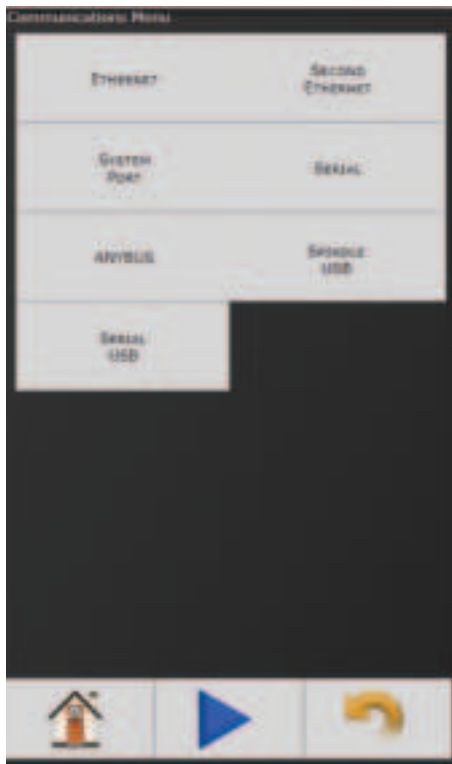 Communications Menu
ETHERNET
SECOND
ETHERNET
SYSTEM
PORT
SERIAL
ANYBUS
SPINDLE
USB
SERIAL
USB